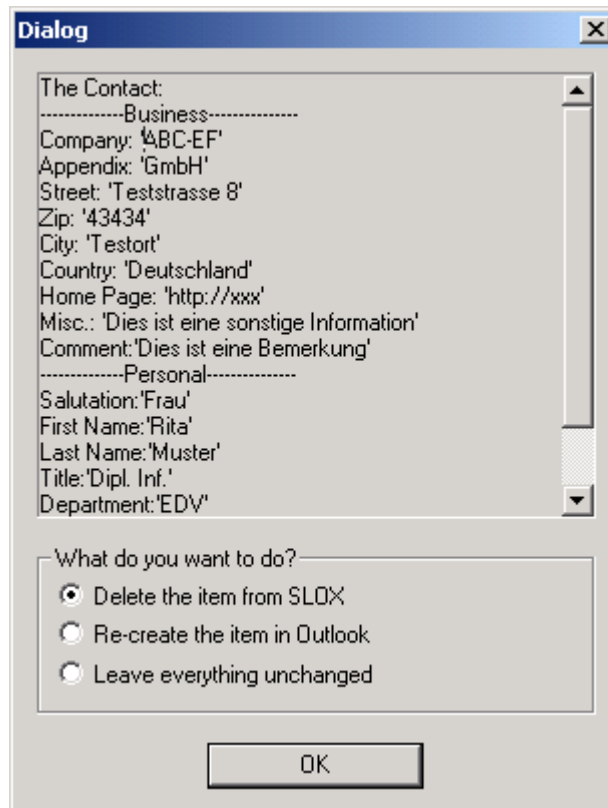 Dialog
The Contact:
-------------Business--------------
Company: 'ABC-EF'
Appendix: 'GmbH'
Street: 'Teststrasse 8'
Zip: '43434'
City: 'Testort'
Country: 'Deutschland'
Home Page: 'http://xxx'
Misc.: 'Dies ist eine sonstige Information'
Comment:'Dies ist eine Bemerkung'
-------------Personal--------------
Salutation:'Frau'
First Name:'Rita'
Last Name:'Muster'
Title:'Dipl. Inf.'
Department:'EDV'
What do you want to do?
Delete the item from SLOX
Re-create the item in Outlook
Leave everything unchanged
OK